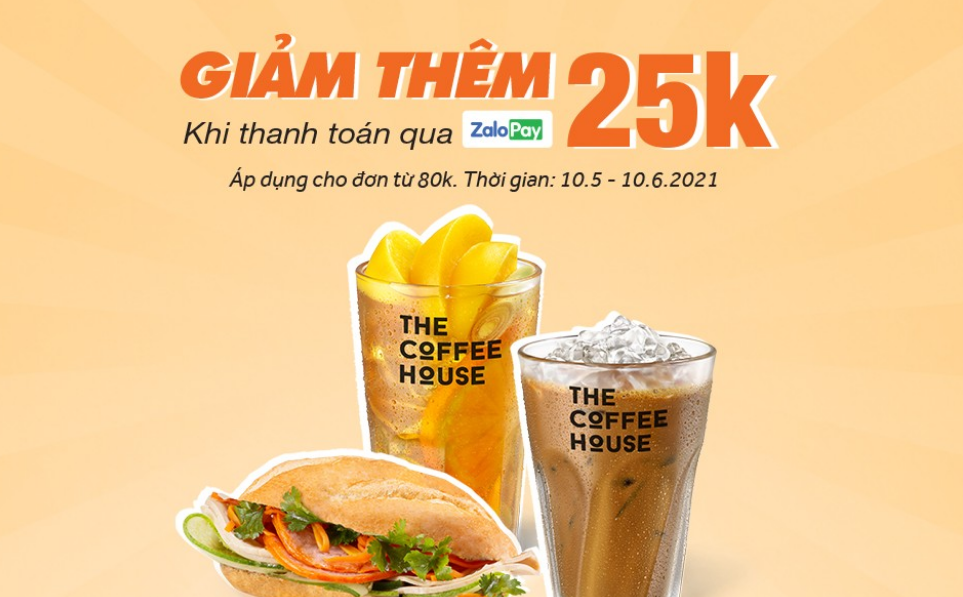 GIẢM THÊM 25k
Khi thanh toán qua ZaloPay
Áp dụng cho đơn từ 80k. Thời gian: 10.5 - 10.6.2021
THE
COFFEE
HOUSE
THE
COFFEE
HOUSE